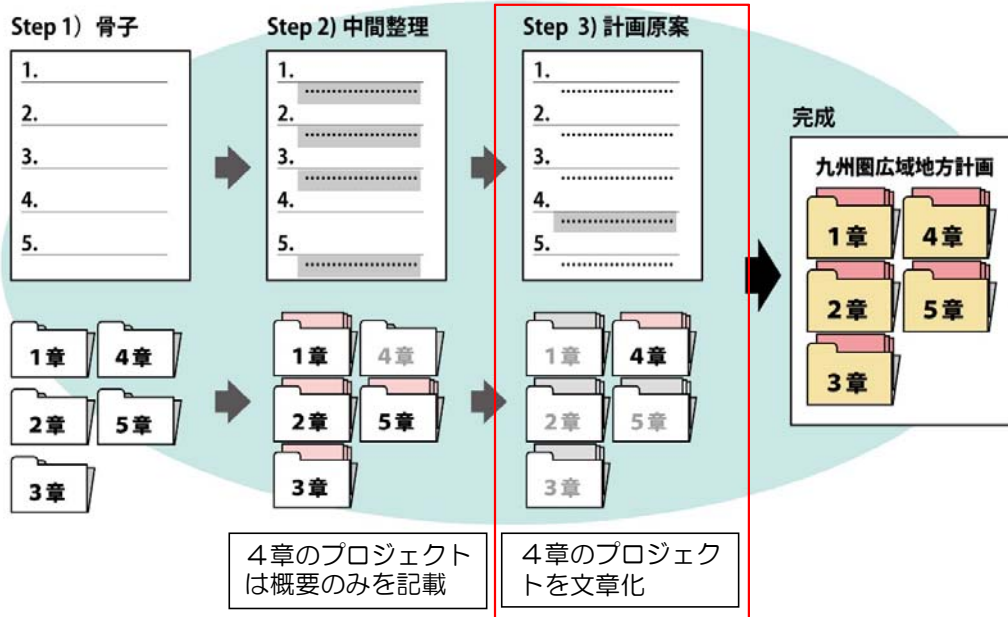 Step 1）骨子
1.
2.
3.
4.
5.
1章
4章
2章
5章
3章
Step 2) 中間整理
1.
2.
3.
4.
5.
1章
4章
2章
5章
3章
４章のプロジェクト
は概要のみを記載
Step 3) 計画原案
1.
2.
3.
4.
5.
1章
4章
2章
5章
3章
４章のプロジェク
トを文章化
完成
九州圏広域地方計画
1章
4章
2章
5章
3章